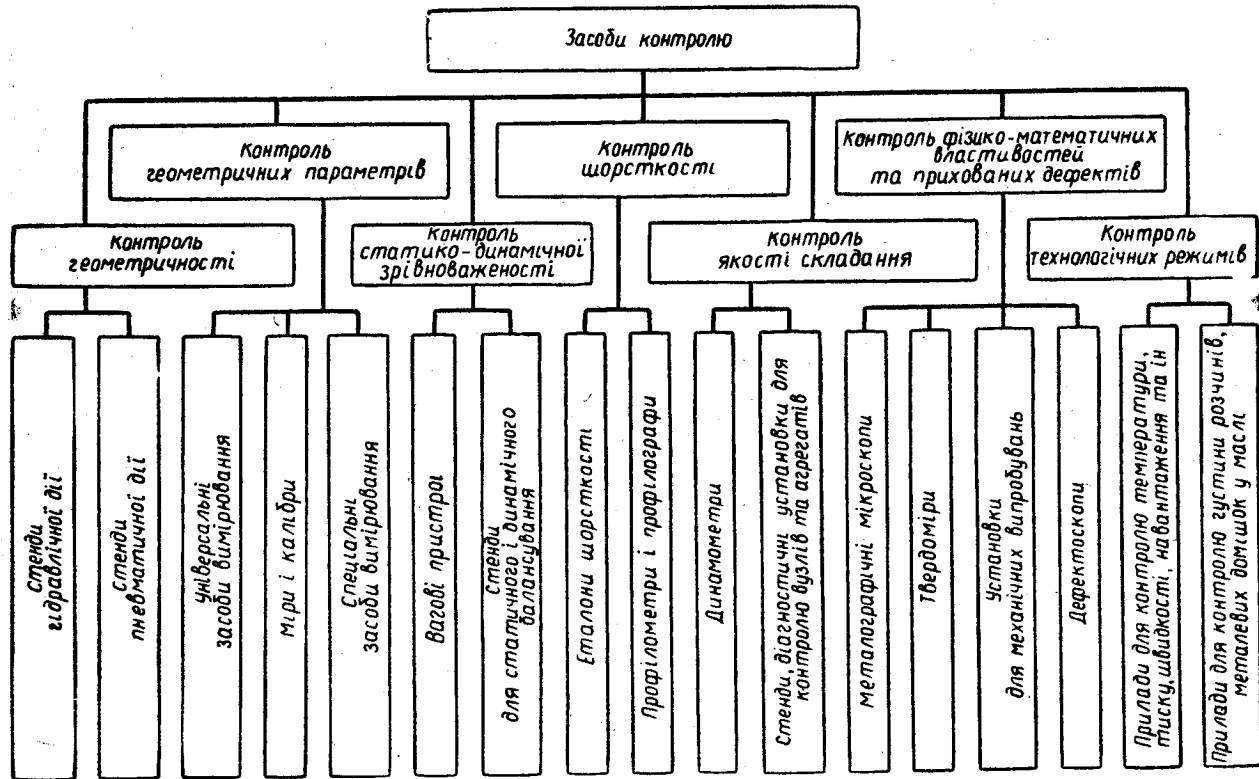 Засоби контролю
Контроль
геометричних параметрів
Контроль
шорсткості
Контроль фізико-математичних
властивостей
та прихованих дефектів
Контроль
геометричності
Контроль
статико-динамічної
зрівноваженості
Контроль
якості складання
Контроль
технологічних режимів
Стенди
гідравлічної дії
Стенди
пневматичної дії
Універсальні
засоби вимірювання
Міри і калібри
Спеціальні
засоби вимірювання
Вагові пристрої
Стенди
для статичного і динамічного
балансування
Еталони шорсткості
Профілометри і профілографи
Динамометри
Стенди, діагностичні установки для
контролю вузлів та агрегатів
Металографічні мікроскопи
Твердоміри
Установки
для механічних випробувань
Дефектоскопи
Прилади для контролю температури,
тиску, швидкості, навантаження та ін
Прилади для контролю густини розчинів,
металевих домішок у маслі